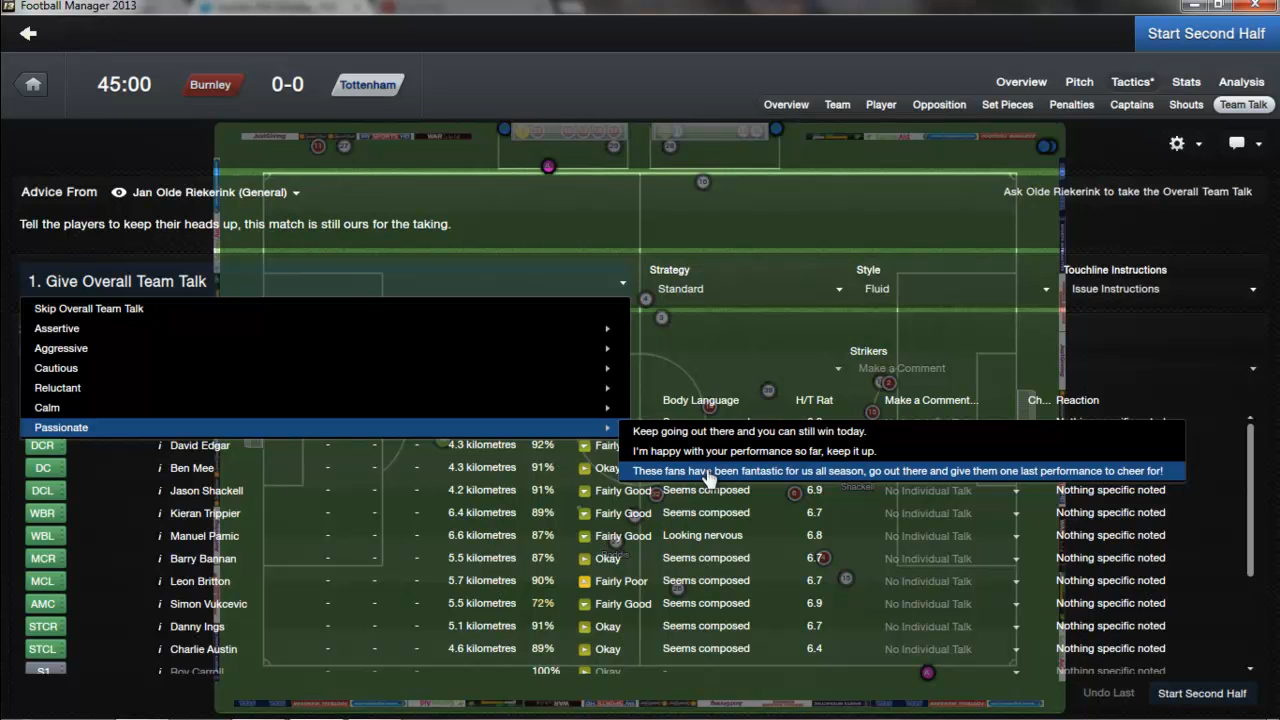 Football Manager 2013
Start Second Half
45:00 Burnley 0-0 Tottenham
Overview Pitch Tactics* Stats Analysis
Overview Team Player Opposition Set Pieces Penalties Captains Shouts Team Talk
Advice From Jan Olde Riekerink (General) Ask Olde Riekerink to take the Overall Team Talk
Tell the players to keep their heads up, this match is still ours for the taking.
1. Give Overall Team Talk
Strategy Style Touchline Instructions
Standard Fluid Issue Instructions
Skip Overall Team Talk
Assertive
Aggressive
Cautious
Reluctant
Calm
Passionate
Strikers
Make a Comment
Body Language H/T Rat Make a Comment... Ch... Reaction
Keep going out there and you can still win today.
I'm happy with your performance so far, keep it up.
These fans have been fantastic for us all season, go out there and give them one last performance to cheer for!
DCR i David Edgar - - - 4.3 kilometres 92% Fairly
DC i Ben Mee - - - 4.3 kilometres 91% Okay
DCL i Jason Shackell - - - 4.2 kilometres 91% Fairly Good Seems composed 6.9 No Individual Talk Nothing specific noted
WBR i Kieran Trippier - - - 6.4 kilometres 89% Fairly Good Seems composed 6.7 No Individual Talk Nothing specific noted
WBL i Manuel Pamic - - - 6.6 kilometres 87% Fairly Good Looking nervous 6.8 No Individual Talk Nothing specific noted
MCR i Barry Bannan - - - 5.5 kilometres 87% Okay Seems composed 6.7 No Individual Talk Nothing specific noted
MCL i Leon Britton - - - 5.7 kilometres 90% Fairly Poor Seems composed 6.7 No Individual Talk Nothing specific noted
AMC i Simon Vukcevic - - - 5.5 kilometres 72% Fairly Good Seems composed 6.9 No Individual Talk Nothing specific noted
STCR i Danny Ings - - - 5.1 kilometres 91% Okay Seems composed 6.7 No Individual Talk Nothing specific noted
STCL i Charlie Austin - - - 4.6 kilometres 89% Okay Seems composed 6.4 No Individual Talk Nothing specific noted
S1 i Roy Carroll - - - 100% Okay - No Individual Talk Nothing specific noted
Undo Last Start Second Half